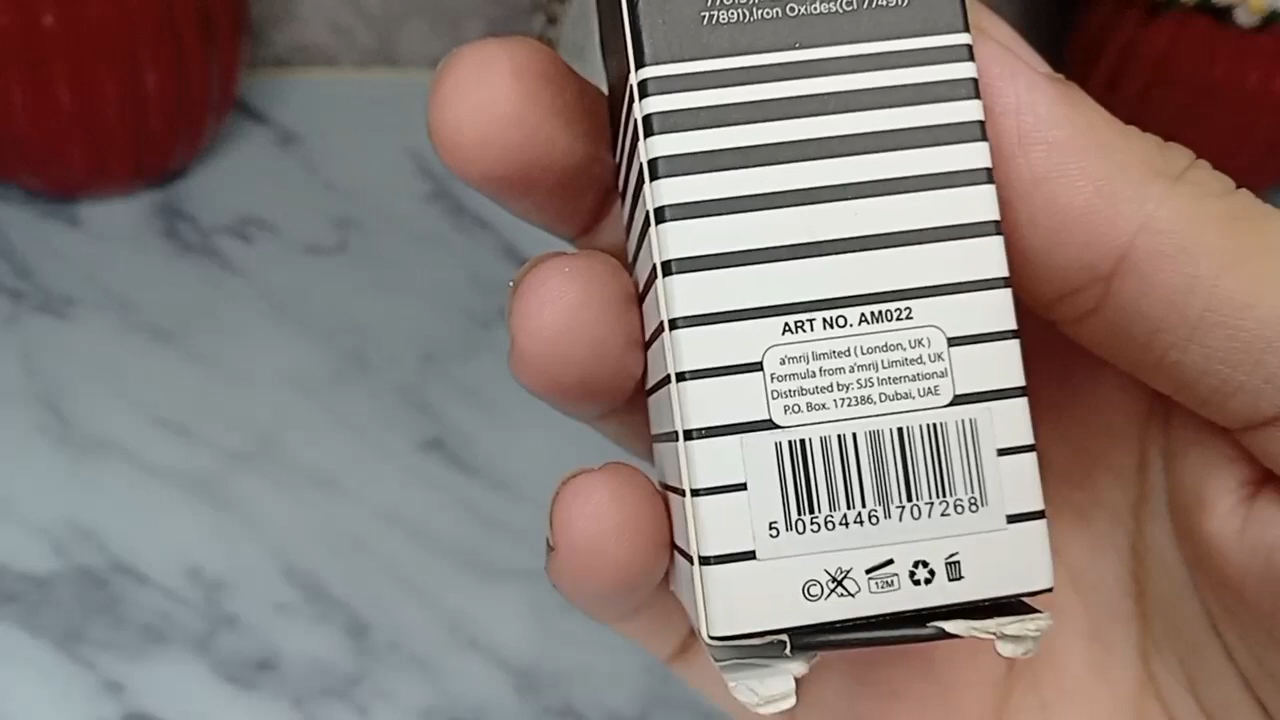 77891),Iron Oxides(CI 77491)
ART NO. AM022
a'mrij limited ( London, UK )
Formula from a'mrij Limited, UK
Distributed by: SJS International
P.O. Box. 172386, Dubai, UAE
5 056446 707268
©
12M